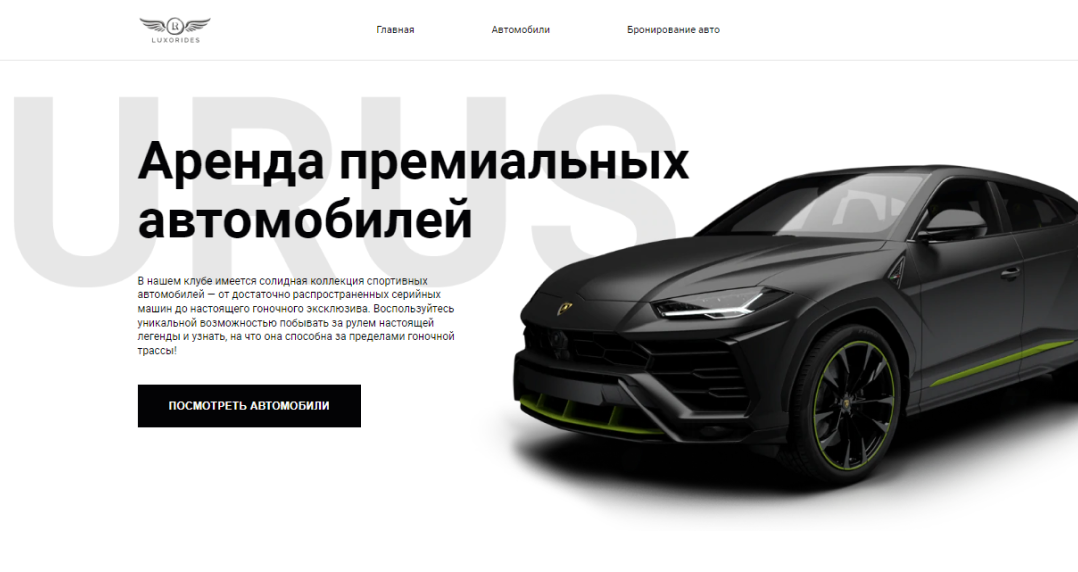 LUXORIDES
Главная
Автомобили
Бронирование авто
URUS
Аренда премиальных
автомобилей
В нашем клубе имеется солидная коллекция спортивных
автомобилей — от достаточно распространенных серийных
машин до настоящего гоночного эксклюзива. Воспользуйтесь
уникальной возможностью побывать за рулем настоящей
легенды и узнать, на что она способна за пределами гоночной
трассы!
ПОСМОТРЕТЬ АВТОМОБИЛИ